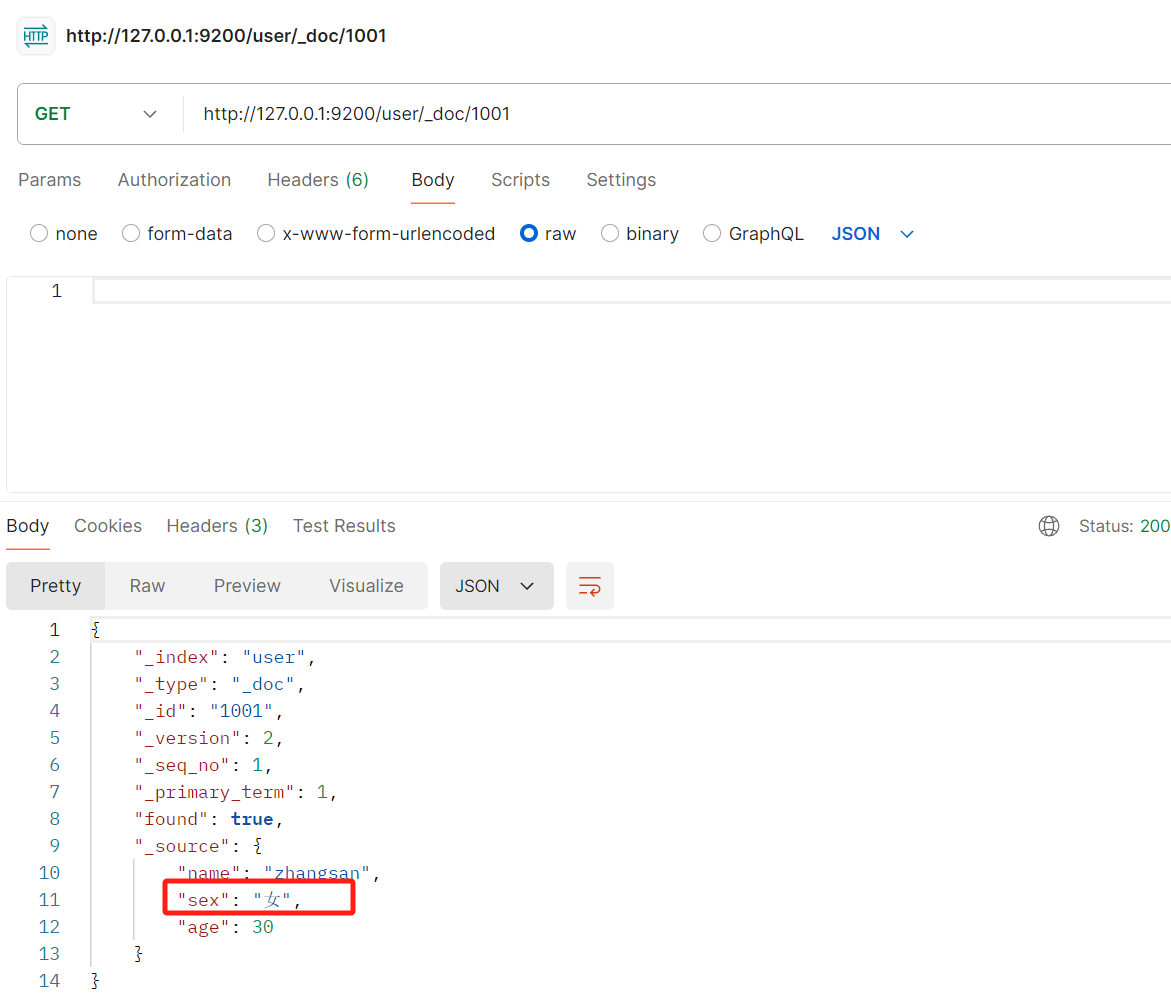 HTTP http://127.0.0.1:9200/user/_doc/1001
GET http://127.0.0.1:9200/user/_doc/1001
Params Authorization Headers (6) Body Scripts Settings
none form-data x-www-form-urlencoded raw binary GraphQL JSON
1
Body Cookies Headers (3) Test Results Status: 200
Pretty Raw Preview Visualize JSON
1 {
2 "_index": "user",
3 "_type": "_doc",
4 "_id": "1001",
5 "_version": 2,
6 "_seq_no": 1,
7 "_primary_term": 1,
8 "found": true,
9 "_source": {
10 "name": "zhangsan",
11 "sex": "女",
12 "age": 30
13 }
14 }